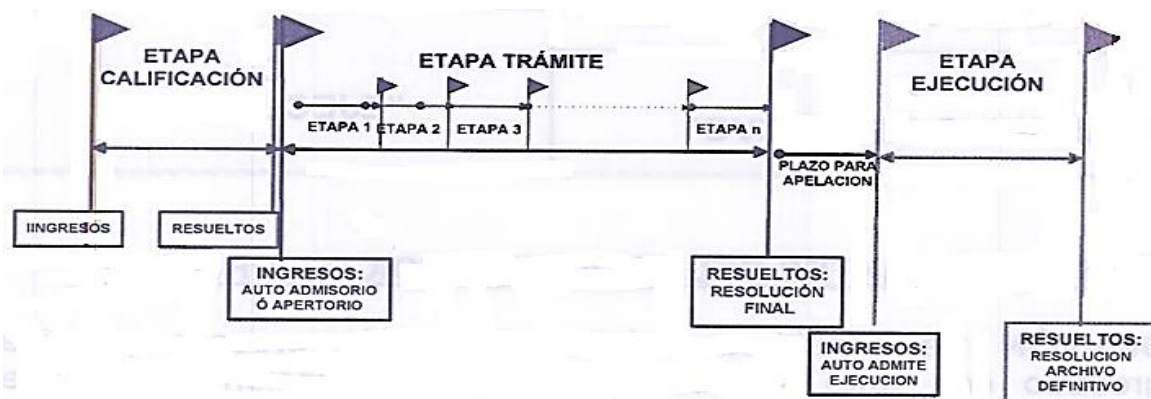 ETAPA
CALIFICACIÓN
ETAPA TRÁMITE
ETAPA
EJECUCIÓN
ETAPA 1
ETAPA 2
ETAPA 3
ETAPA n
PLAZO PARA
APELACION
IINGRESOS
RESUELTOS
INGRESOS:
AUTO ADMISORIO
Ó APERTORIO
RESUELTOS:
RESOLUCIÓN
FINAL
INGRESOS:
AUTO ADMITE
EJECUCION
RESUELTOS:
RESOLUCION
ARCHIVO
DEFINITIVO